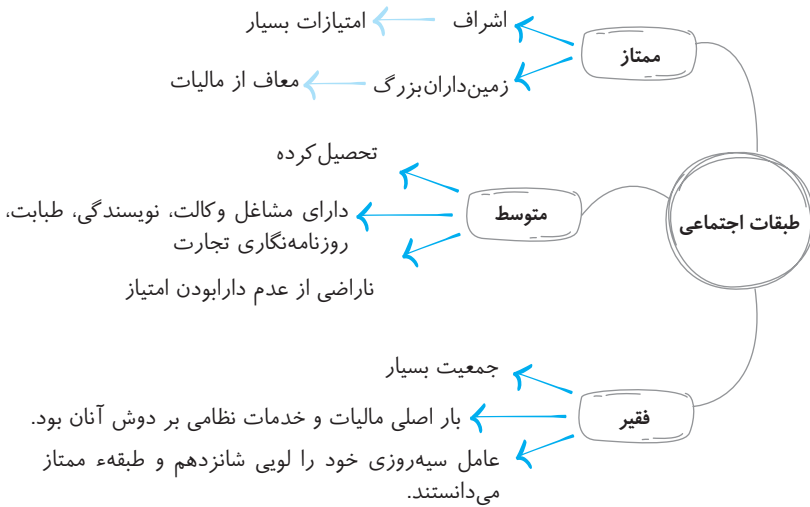 طبقات اجتماعی
ممتاز
اشراف
امتیازات بسیار
زمین‌داران‌بزرگ
معاف از مالیات
متوسط
تحصیل‌کرده
دارای مشاغل وکالت، نویسندگی، طبابت،
روزنامه‌نگاری تجارت
ناراضی از عدم دارابودن امتیاز
فقیر
جمعیت بسیار
بار اصلی مالیات و خدمات نظامی بر دوش آنان بود.
عامل سیه‌روزی خود را لویی شانزدهم و طبقهء ممتاز
می‌دانستند.